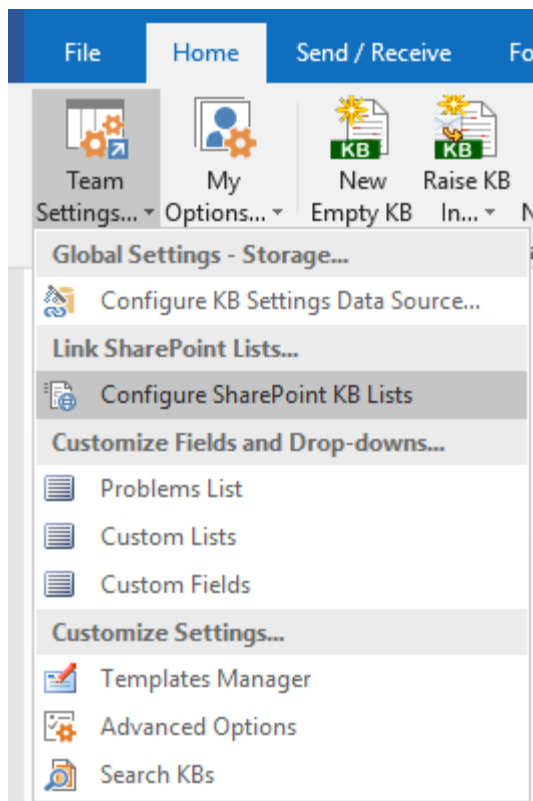 File Home Send / Receive Fo
KB KB
Team My New Raise KB
Settings... Options... Empty KB In... N
Global Settings - Storage...
Configure KB Settings Data Source...
Link SharePoint Lists...
Configure SharePoint KB Lists
Customize Fields and Drop-downs...
Problems List
Custom Lists
Custom Fields
Customize Settings...
Templates Manager
Advanced Options
Search KBs